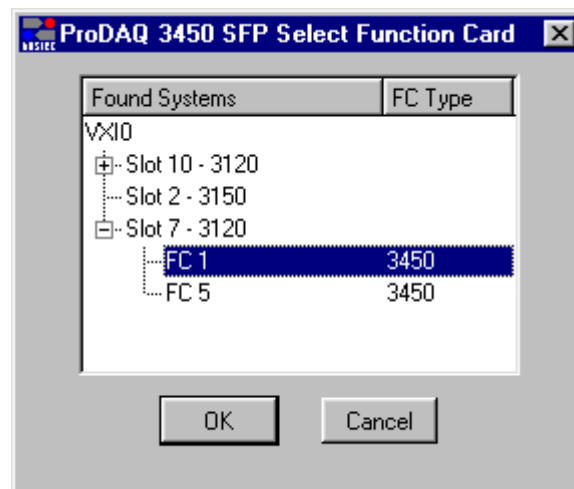 ProDAQ 3450 SFP Select Function Card
Found Systems FC Type
VXI0
Slot 10 - 3120
Slot 2 - 3150
Slot 7 - 3120
FC 1 3450
FC 5 3450
OK Cancel